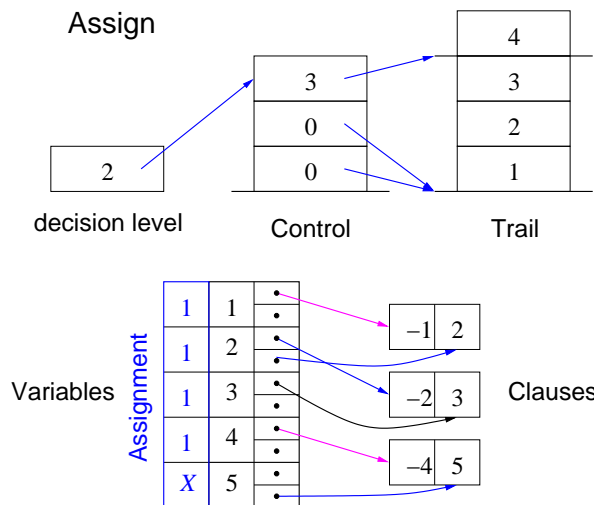 Assign
4
3
3
0
2
2
0
1
decision level
Control
Trail
1 1
−1 2
1 2
Variables
Assignment
1 3
−2 3
Clauses
1 4
−4 5
X 5